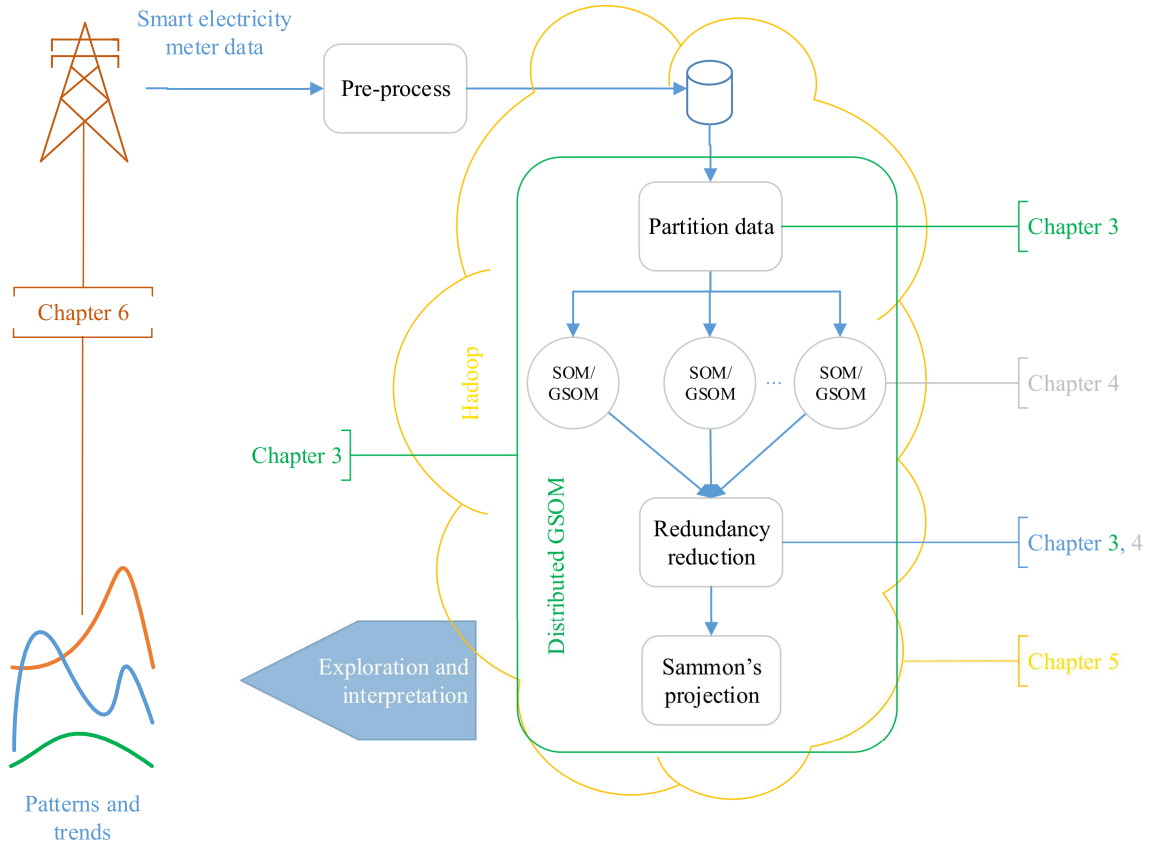 Smart electricity
meter data
Pre-process
Partition data
Chapter 3
Chapter 6
Hadoop
SOM/
GSOM
SOM/
GSOM
...
SOM/
GSOM
Chapter 4
Chapter 3
Distributed GSOM
Redundancy
reduction
Chapter 3, 4
Exploration and
interpretation
Sammon’s
projection
Chapter 5
Patterns and
trends